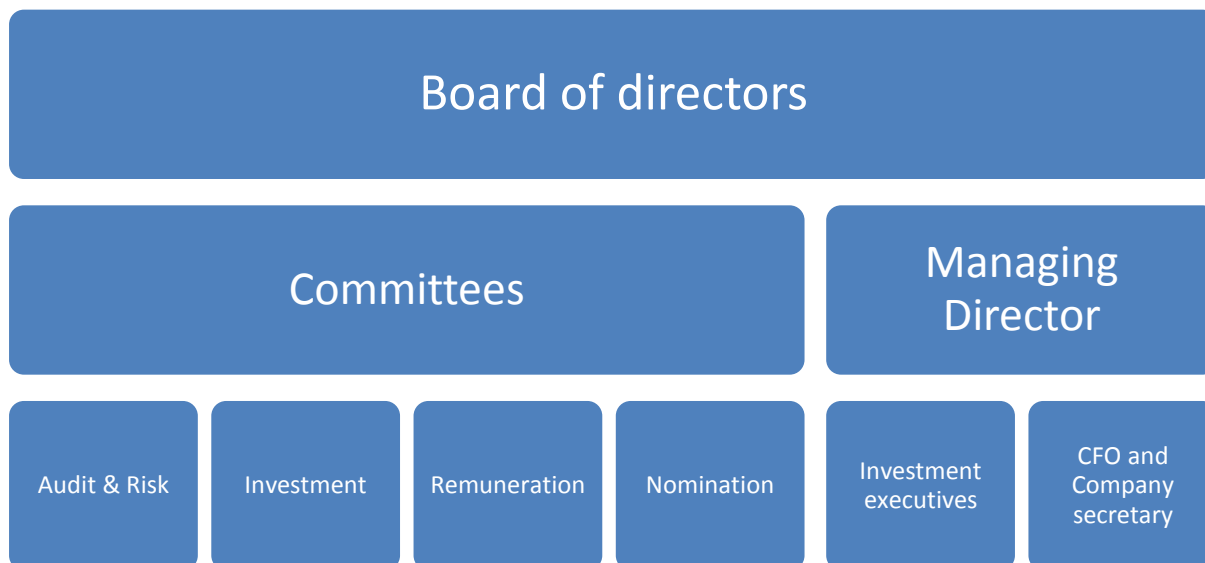 Board of directors
Committees
Managing
Director
Audit & Risk
Investment
Remuneration
Nomination
Investment
executives
CFO and
Company
secretary